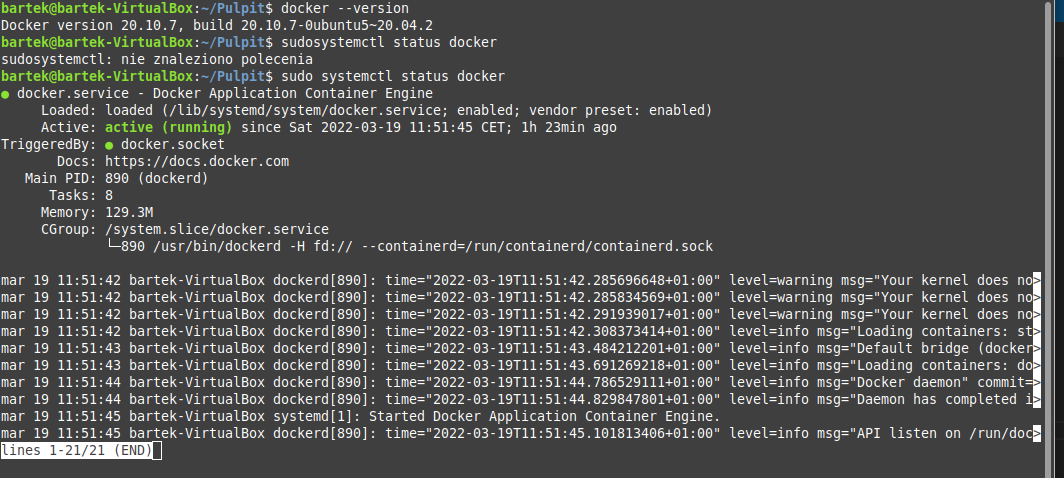 bartek@bartek-VirtualBox:~/Pulpit$ docker --version
Docker version 20.10.7, build 20.10.7-0ubuntu5~20.04.2
bartek@bartek-VirtualBox:~/Pulpit$ sudosystemctl status docker
sudosystemctl: nie znaleziono polecenia
bartek@bartek-VirtualBox:~/Pulpit$ sudo systemctl status docker
● docker.service - Docker Application Container Engine
     Loaded: loaded (/lib/systemd/system/docker.service; enabled; vendor preset: enabled)
     Active: active (running) since Sat 2022-03-19 11:51:45 CET; 1h 23min ago
TriggeredBy: ● docker.socket
       Docs: https://docs.docker.com
   Main PID: 890 (dockerd)
      Tasks: 8
     Memory: 129.3M
     CGroup: /system.slice/docker.service
             └─890 /usr/bin/dockerd -H fd:// --containerd=/run/containerd/containerd.sock
mar 19 11:51:42 bartek-VirtualBox dockerd[890]: time="2022-03-19T11:51:42.285696648+01:00" level=warning msg="Your kernel does no>
mar 19 11:51:42 bartek-VirtualBox dockerd[890]: time="2022-03-19T11:51:42.285834569+01:00" level=warning msg="Your kernel does no>
mar 19 11:51:42 bartek-VirtualBox dockerd[890]: time="2022-03-19T11:51:42.291939017+01:00" level=warning msg="Your kernel does no>
mar 19 11:51:42 bartek-VirtualBox dockerd[890]: time="2022-03-19T11:51:42.308373414+01:00" level=info msg="Loading containers: st>
mar 19 11:51:43 bartek-VirtualBox dockerd[890]: time="2022-03-19T11:51:43.484212201+01:00" level=info msg="Default bridge (docker>
mar 19 11:51:43 bartek-VirtualBox dockerd[890]: time="2022-03-19T11:51:43.691269218+01:00" level=info msg="Loading containers: do>
mar 19 11:51:44 bartek-VirtualBox dockerd[890]: time="2022-03-19T11:51:44.786529111+01:00" level=info msg="Docker daemon" commit=>
mar 19 11:51:44 bartek-VirtualBox dockerd[890]: time="2022-03-19T11:51:44.829847801+01:00" level=info msg="Daemon has completed i>
mar 19 11:51:45 bartek-VirtualBox systemd[1]: Started Docker Application Container Engine.
mar 19 11:51:45 bartek-VirtualBox dockerd[890]: time="2022-03-19T11:51:45.101813406+01:00" level=info msg="API listen on /run/doc>
lines 1-21/21 (END)